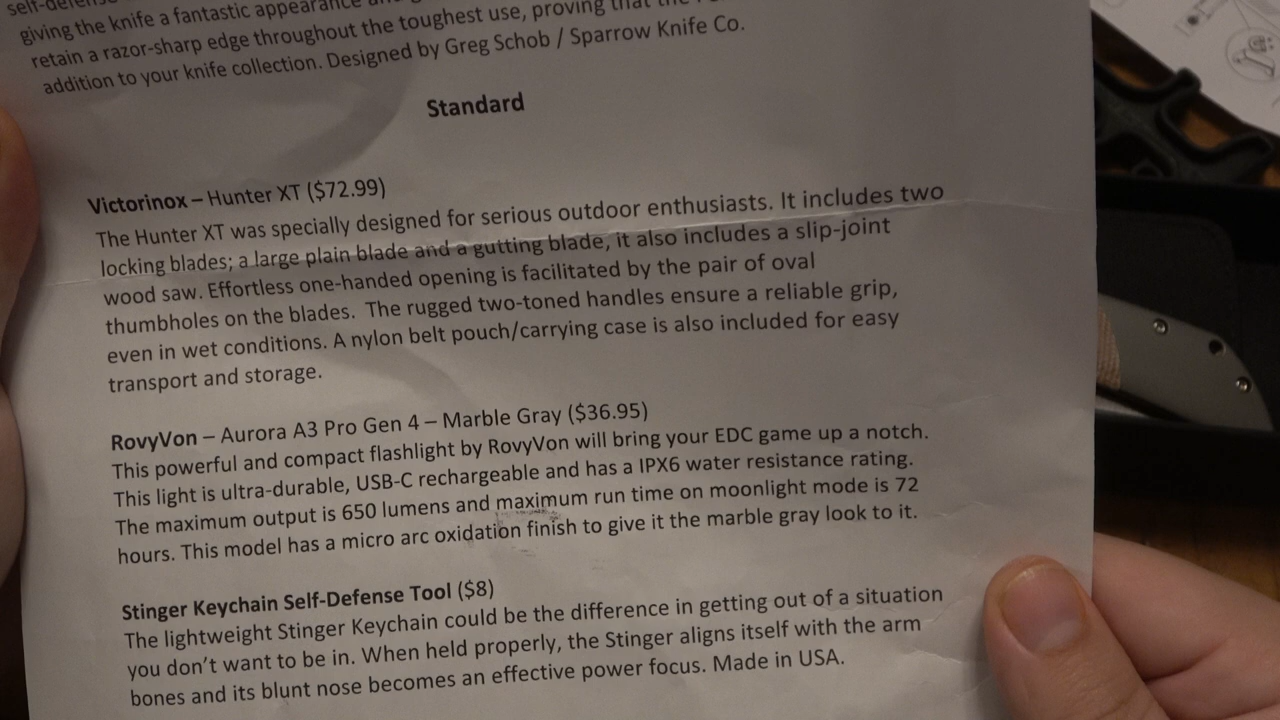 self-defense
giving the knife a fantastic appearance
retain a razor-sharp edge throughout the toughest use, proving that the
addition to your knife collection. Designed by Greg Schob / Sparrow Knife Co.
Standard
Victorinox – Hunter XT ($72.99)
The Hunter XT was specially designed for serious outdoor enthusiasts. It includes two
locking blades; a large plain blade and a gutting blade, it also includes a slip-joint
wood saw. Effortless one-handed opening is facilitated by the pair of oval
thumbholes on the blades. The rugged two-toned handles ensure a reliable grip,
even in wet conditions. A nylon belt pouch/carrying case is also included for easy
transport and storage.
RovyVon – Aurora A3 Pro Gen 4 – Marble Gray ($36.95)
This powerful and compact flashlight by RovyVon will bring your EDC game up a notch.
This light is ultra-durable, USB-C rechargeable and has a IPX6 water resistance rating.
The maximum output is 650 lumens and maximum run time on moonlight mode is 72
hours. This model has a micro arc oxidation finish to give it the marble gray look to it.
Stinger Keychain Self-Defense Tool ($8)
The lightweight Stinger Keychain could be the difference in getting out of a situation
you don't want to be in. When held properly, the Stinger aligns itself with the arm
bones and its blunt nose becomes an effective power focus. Made in USA.